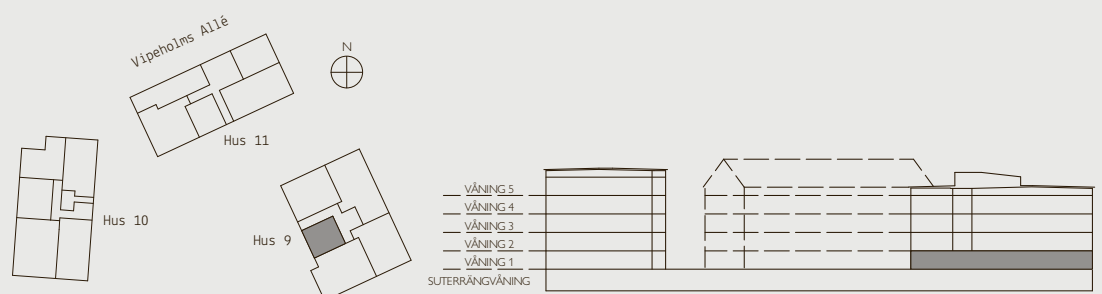 Vipeholms Allé
N
Hus 11
Hus 10
Hus 9
VÅNING 5
VÅNING 4
VÅNING 3
VÅNING 2
VÅNING 1
SUTERRÄNGVÅNING